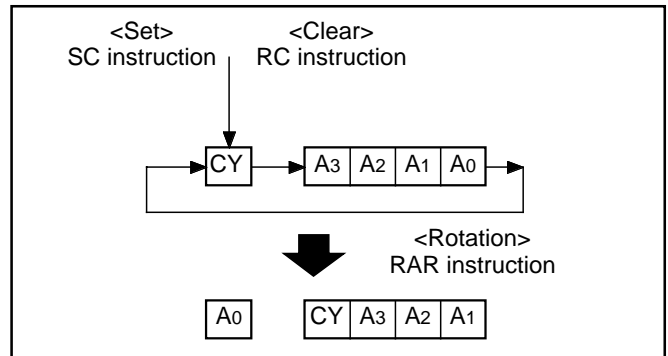 <Set> <Clear>
SC instruction RC instruction
CY A3 A2 A1 A0
<Rotation>
RAR instruction
A0 CY A3 A2 A1